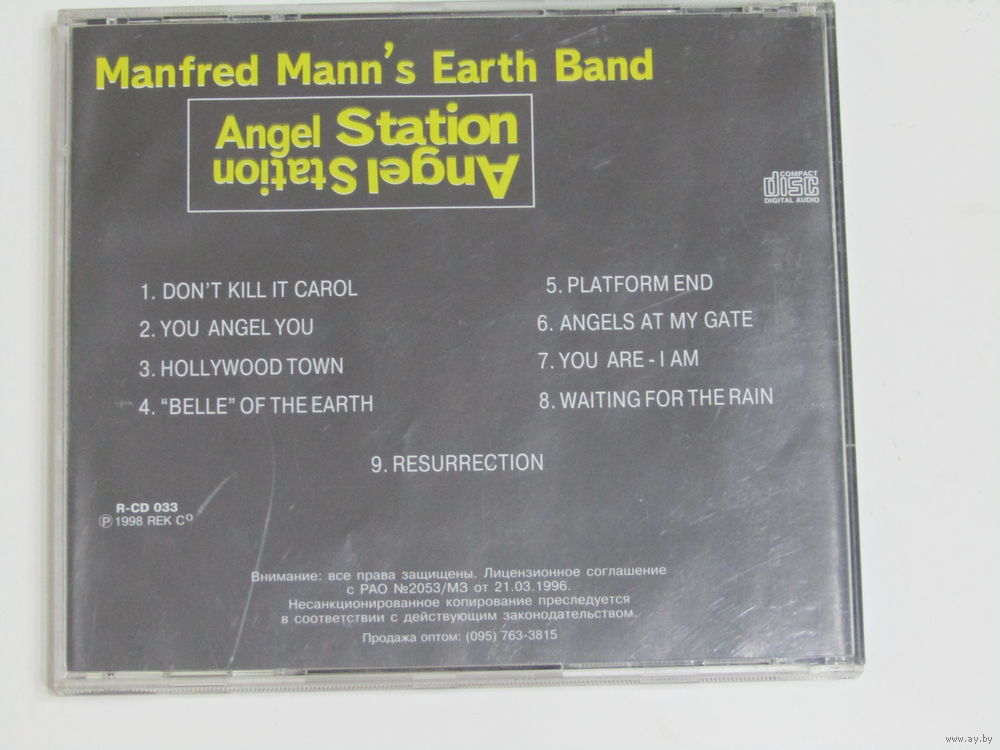 Manfred Mann's Earth Band
Angel Station
Angel Station
COMPACT
disc
DIGITAL AUDIO
1. DON'T KILL IT CAROL
2. YOU ANGEL YOU
3. HOLLYWOOD TOWN
4. "BELLE" OF THE EARTH
5. PLATFORM END
6. ANGELS AT MY GATE
7. YOU ARE - I AM
8. WAITING FOR THE RAIN
9. RESURRECTION
R-CD 033
℗ 1998 REK Cº
Внимание: все права защищены. Лицензионное соглашение
с РАО №2053/МЗ от 21.03.1996.
Несанкционированное копирование преследуется
в соответствии с действующим законодательством.
Продажа оптом: (095) 763-3815
www.ay.by